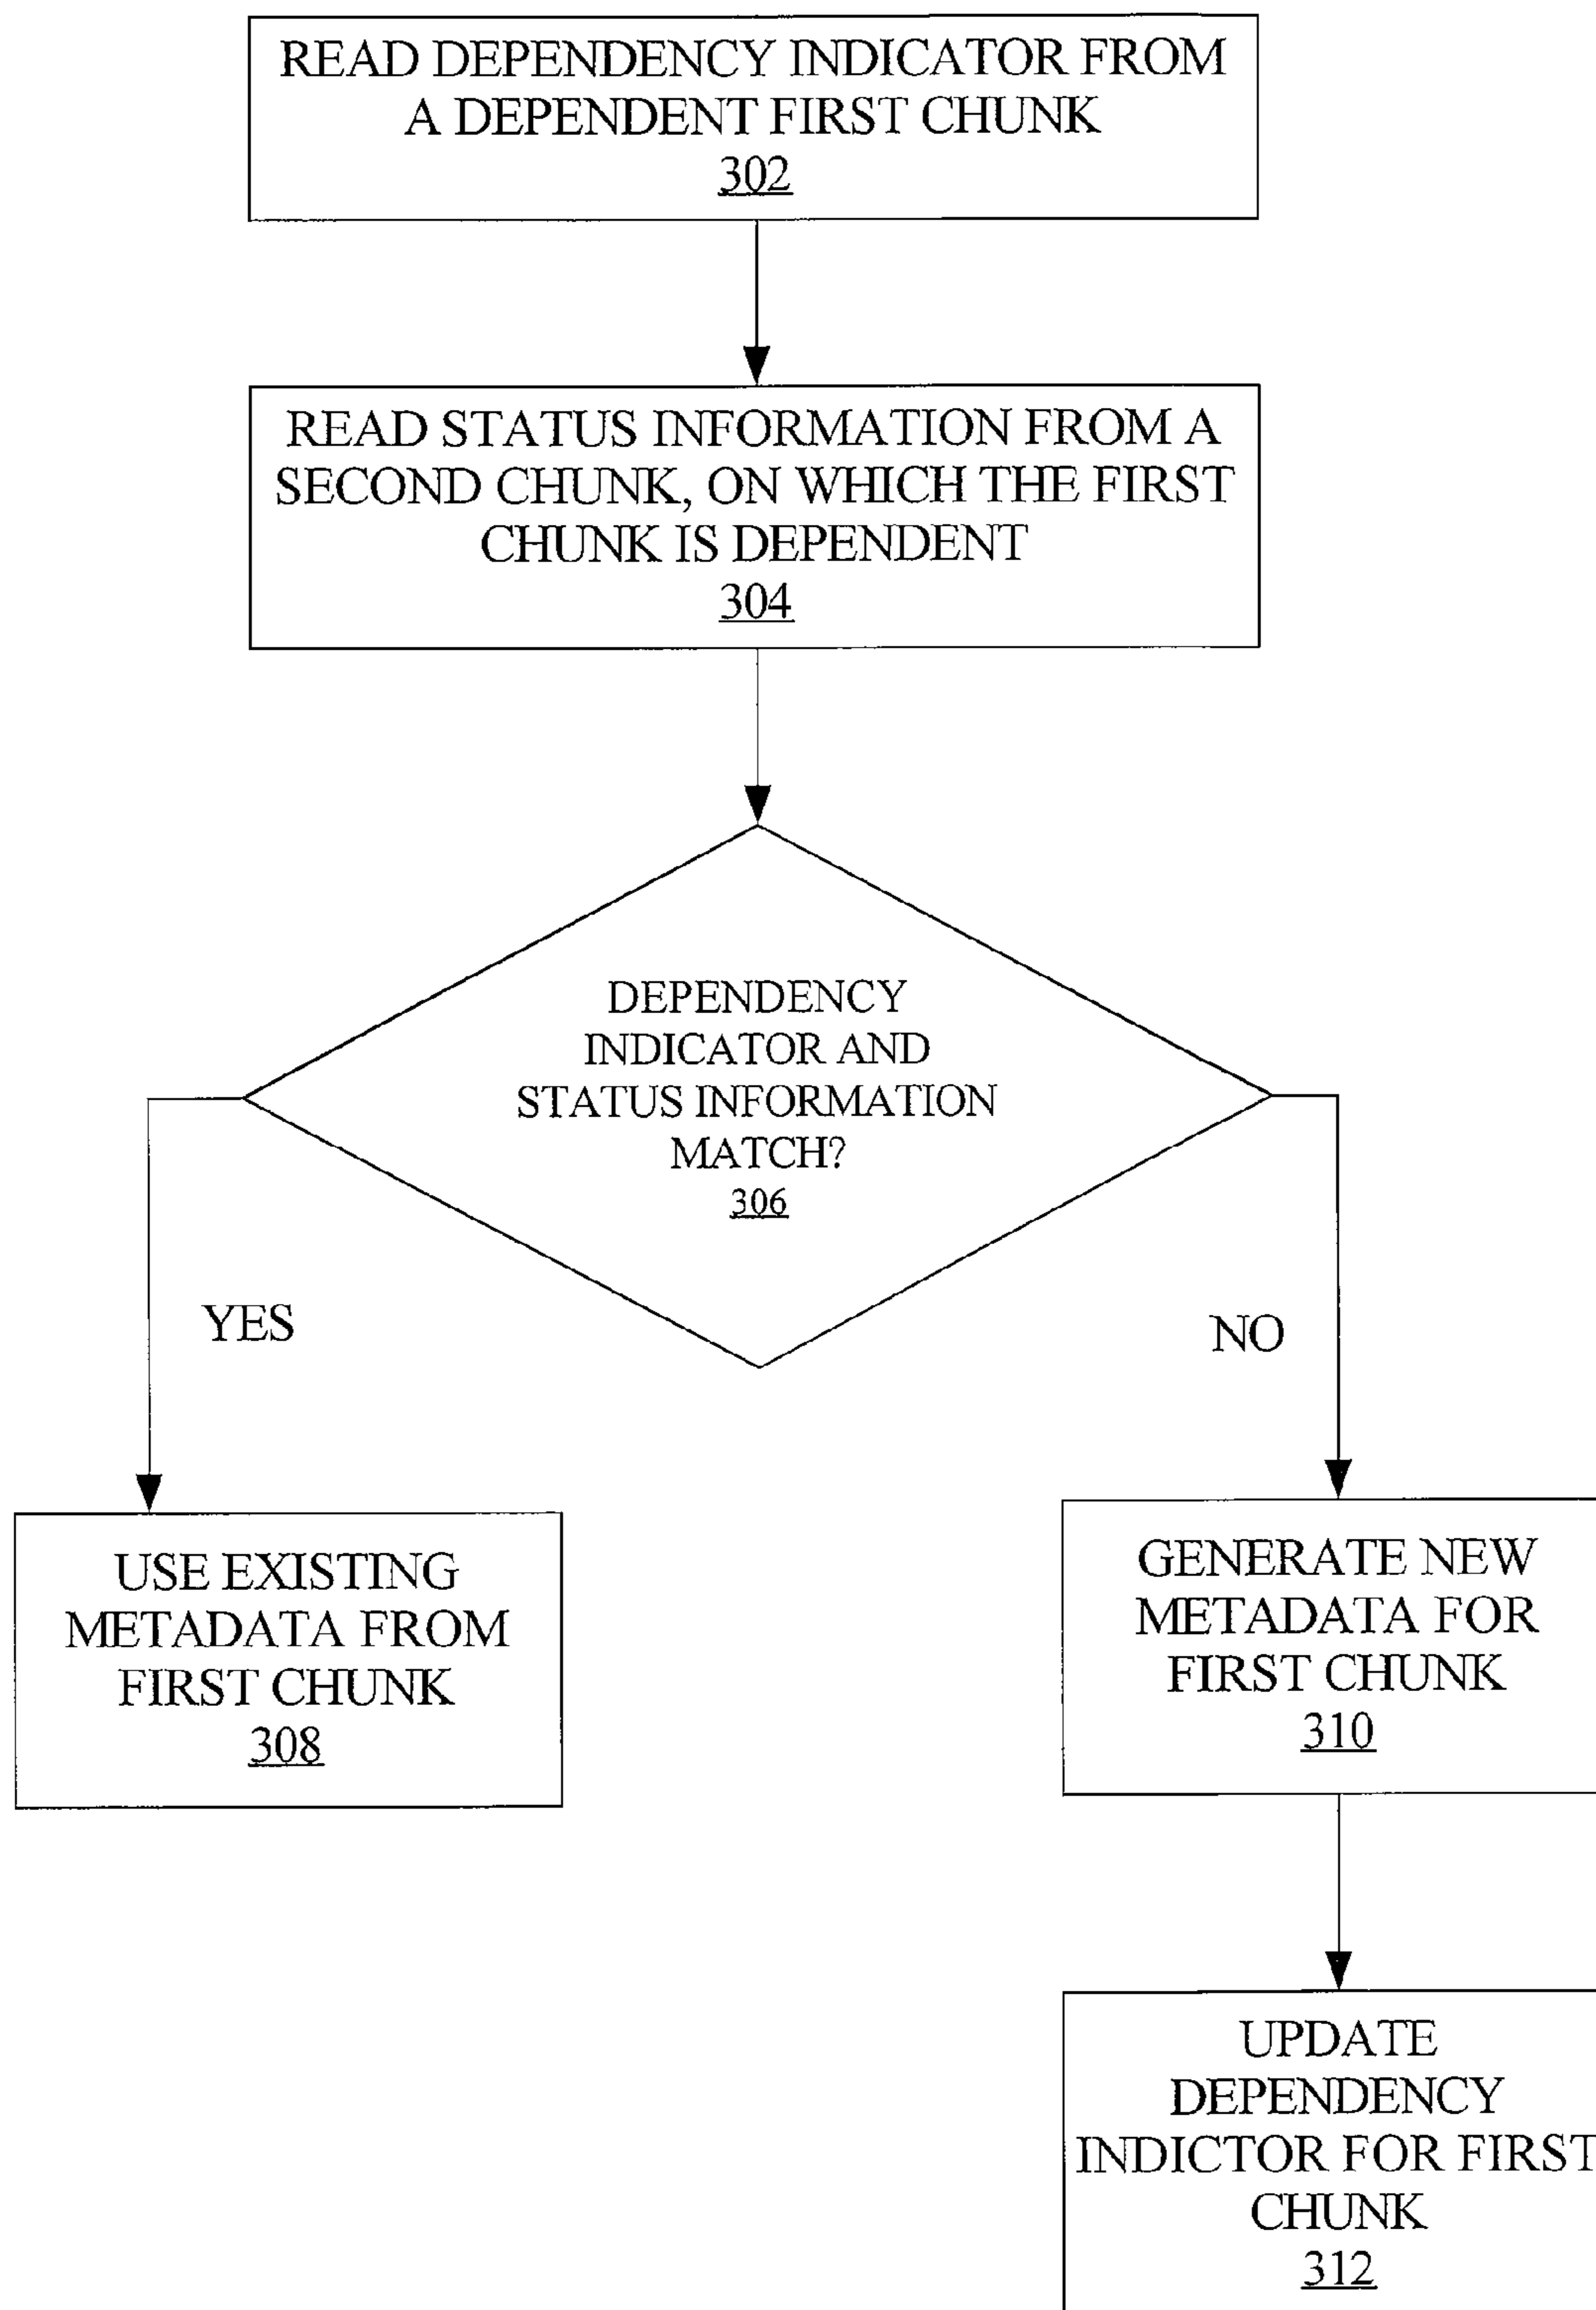 READ DEPENDENCY INDICATOR FROM
A DEPENDENT FIRST CHUNK
302
READ STATUS INFORMATION FROM A
SECOND CHUNK, ON WHICH THE FIRST
CHUNK IS DEPENDENT
304
DEPENDENCY
INDICATOR AND
STATUS INFORMATION
MATCH?
306
YES
NO
USE EXISTING
METADATA FROM
FIRST CHUNK
308
GENERATE NEW
METADATA FOR
FIRST CHUNK
310
UPDATE
DEPENDENCY
INDICTOR FOR FIRST
CHUNK
312